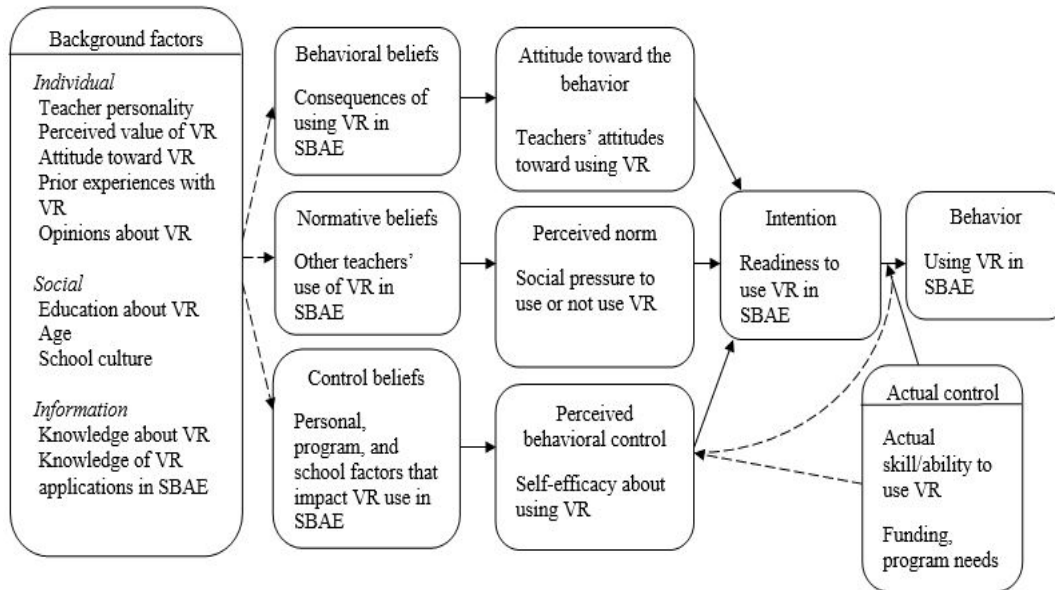 Background factors
Individual
Teacher personality
Perceived value of VR
Attitude toward VR
Prior experiences with
VR
Opinions about VR
Social
Education about VR
Age
School culture
Information
Knowledge about VR
Knowledge of VR
applications in SBAE
Behavioral beliefs
Consequences of
using VR in
SBAE
Normative beliefs
Other teachers’
use of VR in
SBAE
Control beliefs
Personal,
program, and
school factors that
impact VR use in
SBAE
Attitude toward the
behavior
Teachers’ attitudes
toward using VR
Perceived norm
Social pressure to
use or not use VR
Perceived
behavioral control
Self-efficacy about
using VR
Intention
Readiness to
use VR in
SBAE
Behavior
Using VR in
SBAE
Actual control
Actual
skill/ability to
use VR
Funding,
program needs